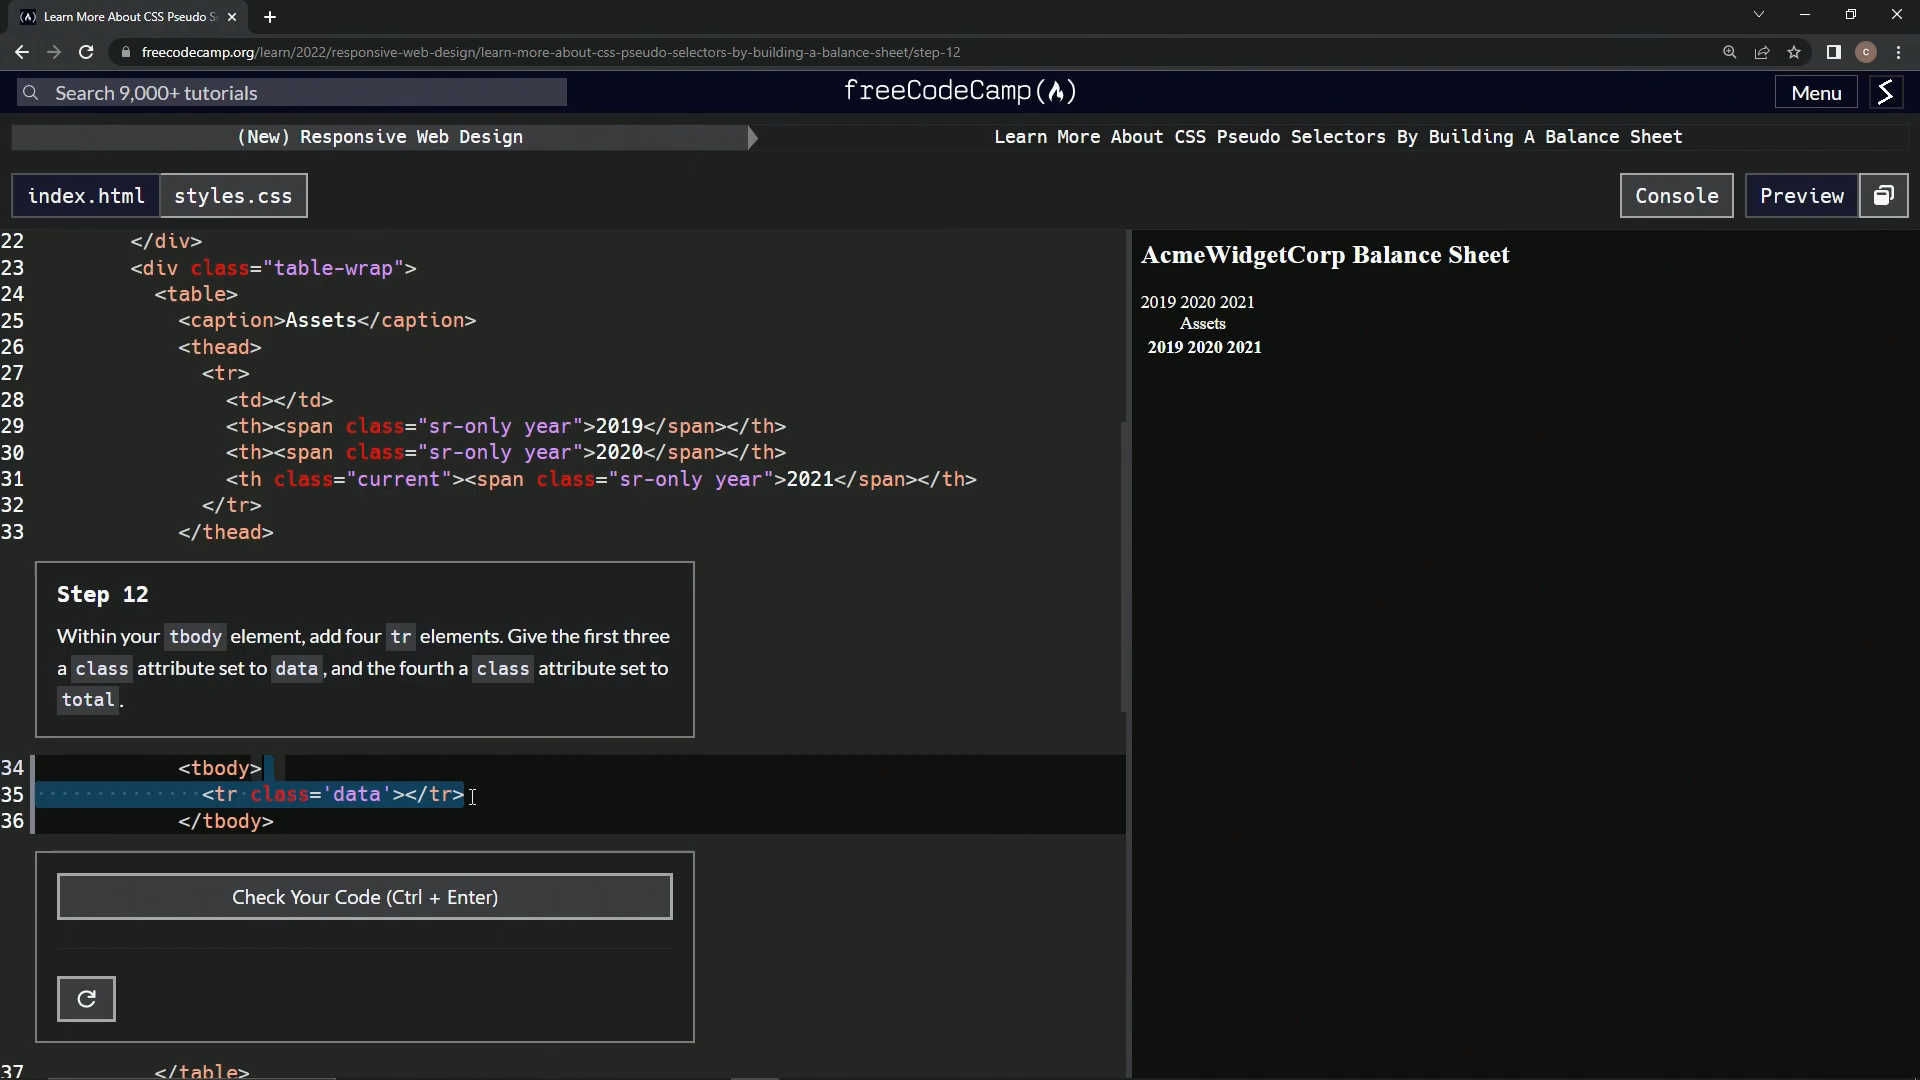 Learn More About CSS Pseudo S
freecodecamp.org/learn/2022/responsive-web-design/learn-more-about-css-pseudo-selectors-by-building-a-balance-sheet/step-12
C
Search 9,000+ tutorials
freeCodeCamp
Menu
(New) Responsive Web Design
Learn More About CSS Pseudo Selectors By Building A Balance Sheet
index.html
styles.css
Console
Preview
22 </div>
23 <div class="table-wrap">
24 <table>
25 <caption>Assets</caption>
26 <thead>
27 <tr>
28 <td></td>
29 <th><span class="sr-only year">2019</span></th>
30 <th><span class="sr-only year">2020</span></th>
31 <th class="current"><span class="sr-only year">2021</span></th>
32 </tr>
33 </thead>
Step 12
Within your tbody element, add four tr elements. Give the first three
a class attribute set to data, and the fourth a class attribute set to
total.
34 <tbody>
35 <tr class='data'></tr>
36 </tbody>
Check Your Code (Ctrl + Enter)
37 </table>
AcmeWidgetCorp Balance Sheet
2019 2020 2021
Assets
2019 2020 2021